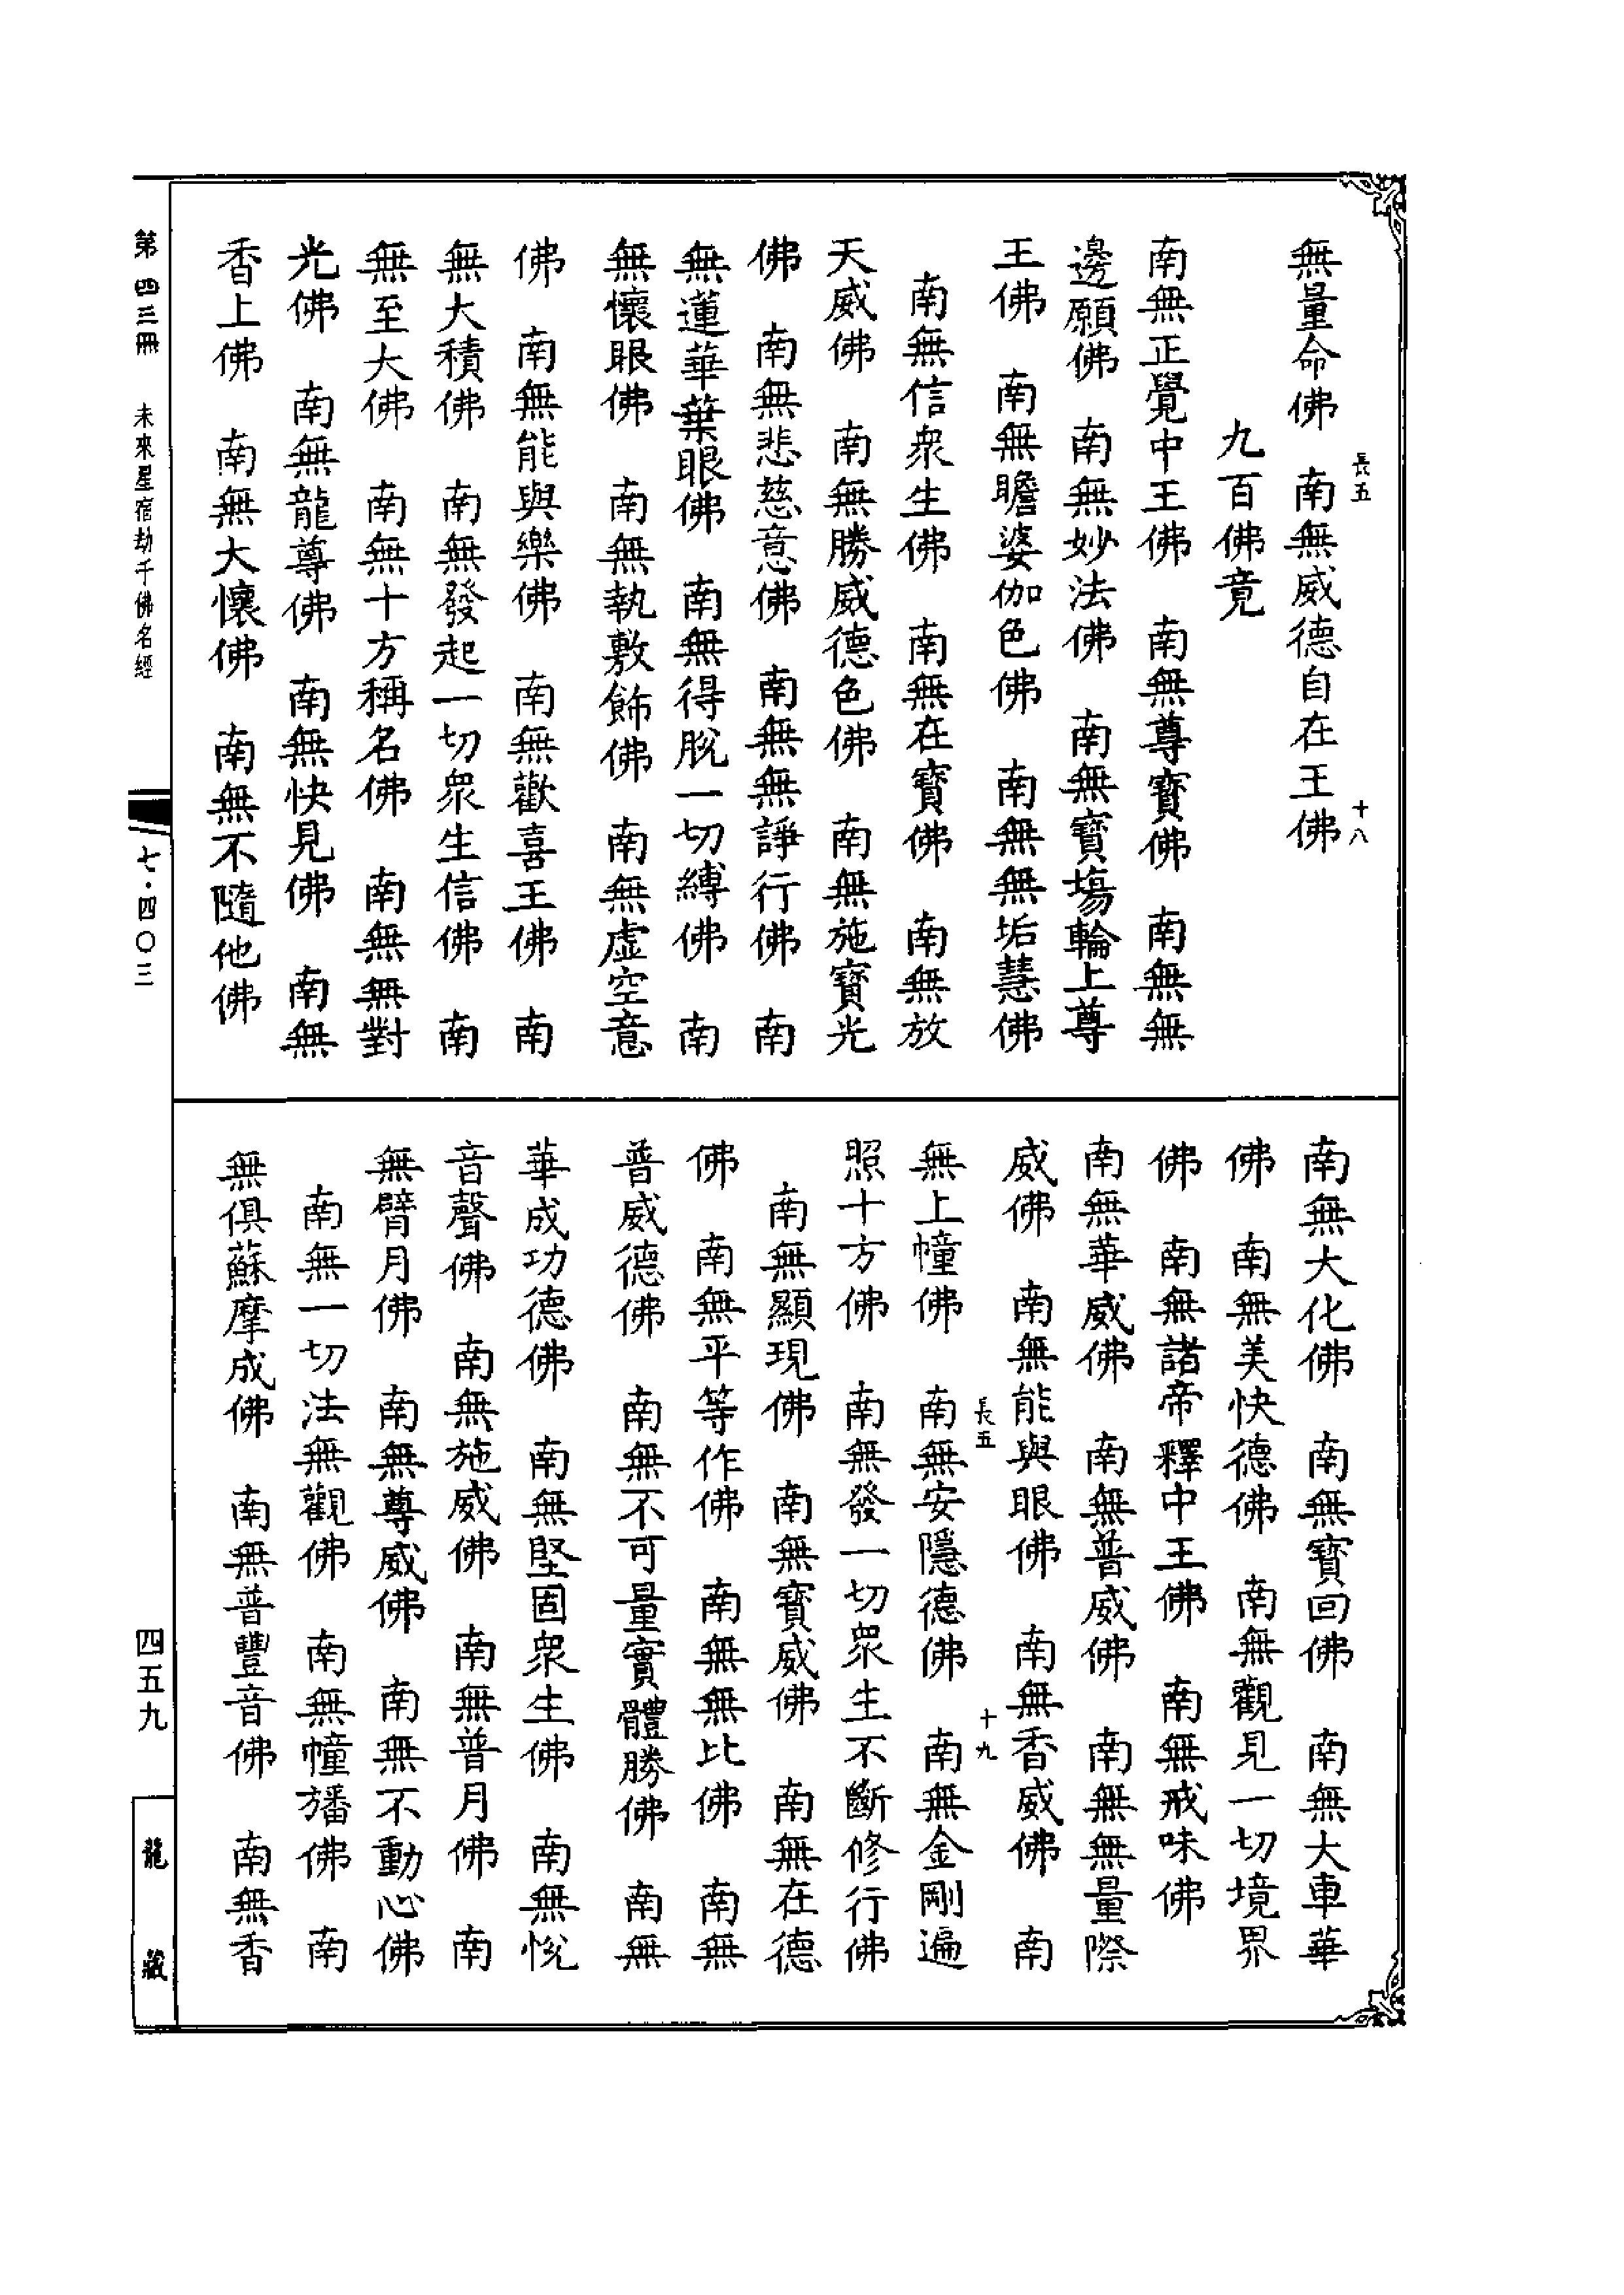 無量命佛　南無威德自在王佛
長五
十八
九百佛竟
南無正覺中王佛　南無尊寶佛　南無無
邊願佛　南無妙法佛　南無寶場輪上尊
王佛　南無瞻婆伽色佛　南無無垢慧佛
南無信衆生佛　南無在寶佛　南無放
天威佛　南無勝威德色佛　南無施寶光
佛　南無悲慈意佛　南無無諍行佛　南
無蓮華葉眼佛　南無得脫一切縛佛　南
無懷眼佛　南無執敷飾佛　南無虛空意
佛　南無能與樂佛　南無歡喜王佛　南
無大積佛　南無發起一切衆生信佛　南
無至大佛　南無十方稱名佛　南無無對
光佛　南無龍尊佛　南無快見佛　南無
香上佛　南無大懷佛　南無不隨他佛
南無大化佛　南無寶回佛　南無大車華
佛　南無美快德佛　南無觀見一切境界
佛　南無諸帝釋中王佛　南無戒味佛
南無華威佛　南無普威佛　南無無量際
威佛　南無能與眼佛　南無香威佛　南
長五
十九
無上幢佛　南無安隱德佛　南無金剛遍
照十方佛　南無發一切衆生不斷修行佛
南無顯現佛　南無寶威佛　南無在德
佛　南無平等作佛　南無無比佛　南無
普威德佛　南無不可量實體勝佛　南無
華成功德佛　南無堅固衆生佛　南無悅
音聲佛　南無施威佛　南無普月佛　南
無臂月佛　南無尊威佛　南無不動心佛
南無一切法無觀佛　南無幢旙佛　南
無俱蘇摩成佛　南無普豐音佛　南無香
第四三冊　未來星宿劫千佛名經
七·四〇三
四五九
龍藏